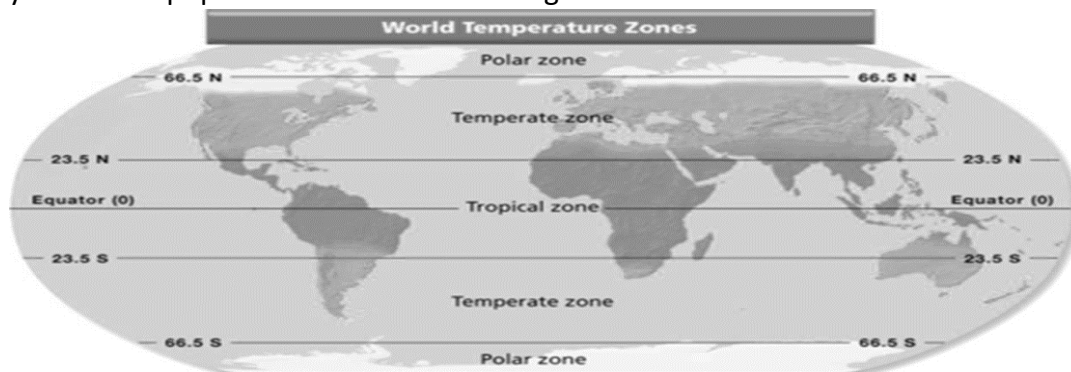 World Temperature Zones
Polar zone
66.5 N 66.5 N
Temperate zone
23.5 N 23.5 N
Equator (0) Equator (0)
Tropical zone
23.5 S 23.5 S
Temperate zone
66.5 S 66.5 S
Polar zone